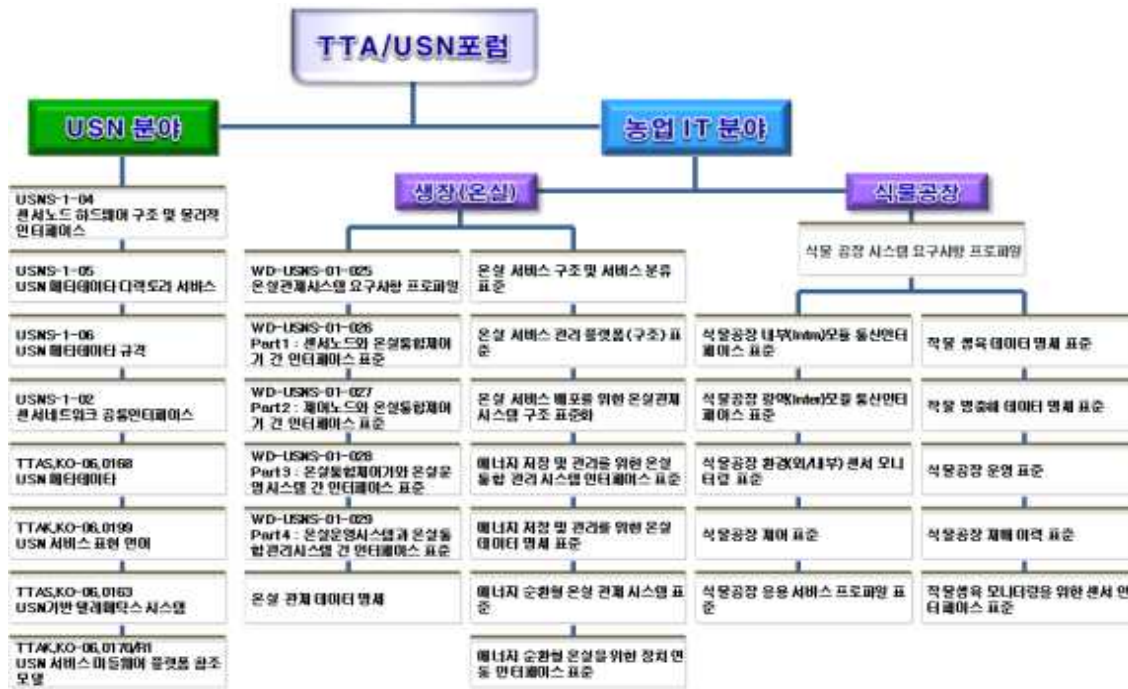 TTA/USN포럼
USN 분야
농업 IT 분야
생장(온실)
식물공장
USNS-1-04
센서노드 하드웨어 구조 및 물리적
인터페이스
USNS-1-05
USN 메타데이타 디렉토리 서비스
USNS-1-06
USN 메타데이타 규격
USNS-1-02
센서네트워크 공통인터페이스
TTAS,KO-06,0168
USN 메타데이타
TTAK,KO-06,0199
USN 서비스 표현 언어
TTAS,KO-06,0163
USN기반 텔레매틱스 시스템
TTAK,KO-06,0170/R1
USN 서비스 미들웨어 플랫폼 참조
모델
WD-USNS-01-025
온실관제시스템 요구사항 프로파일
WD-USNS-01-026
Part1 : 센서노드와 온실통합제어
기 간 인터페이스 표준
WD-USNS-01-027
Part2 : 제어노드와 온실통합제어
기 간 인터페이스 표준
WD-USNS-01-028
Part3 : 온실통합제어기와 온실운
영시스템 간 인터페이스 표준
WD-USNS-01-029
Part4 : 온실운영시스템과 온실통
합관리시스템 간 인터페이스 표준
온실 관제 데이터 명세
온실 서비스 구조 및 서비스 분류
표준
온실 서비스 관리 플랫폼(구조) 표
준
온실 서비스 배포를 위한 온실관제
시스템 구조 표준화
에너지 저장 및 관리를 위한 온실
통합 관리 시스템 인터페이스 표준
에너지 저장 및 관리를 위한 온실
데이터 명세 표준
에너지 순환형 온실 관제 시스템 표
준
에너지 순환형 온실을 위한 장치 연
동 인터페이스 표준
식물 공장 시스템 요구사항 프로파일
식물공장 내부(Intra)모듈 통신인터
페이스 표준
식물공장 광역(Inter)모듈 통신인터
페이스 표준
식물공장 환경(외/내부) 센서 모니
터링 표준
식물공장 제어 표준
식물공장 응용 서비스 프로파일 표
준
작물 생육 데이터 명세 표준
작물 병충해 데이터 명세 표준
식물공장 운영 표준
식물공장 재배 이력 표준
작물생육 모니터링을 위한 센서 인
터페이스 표준